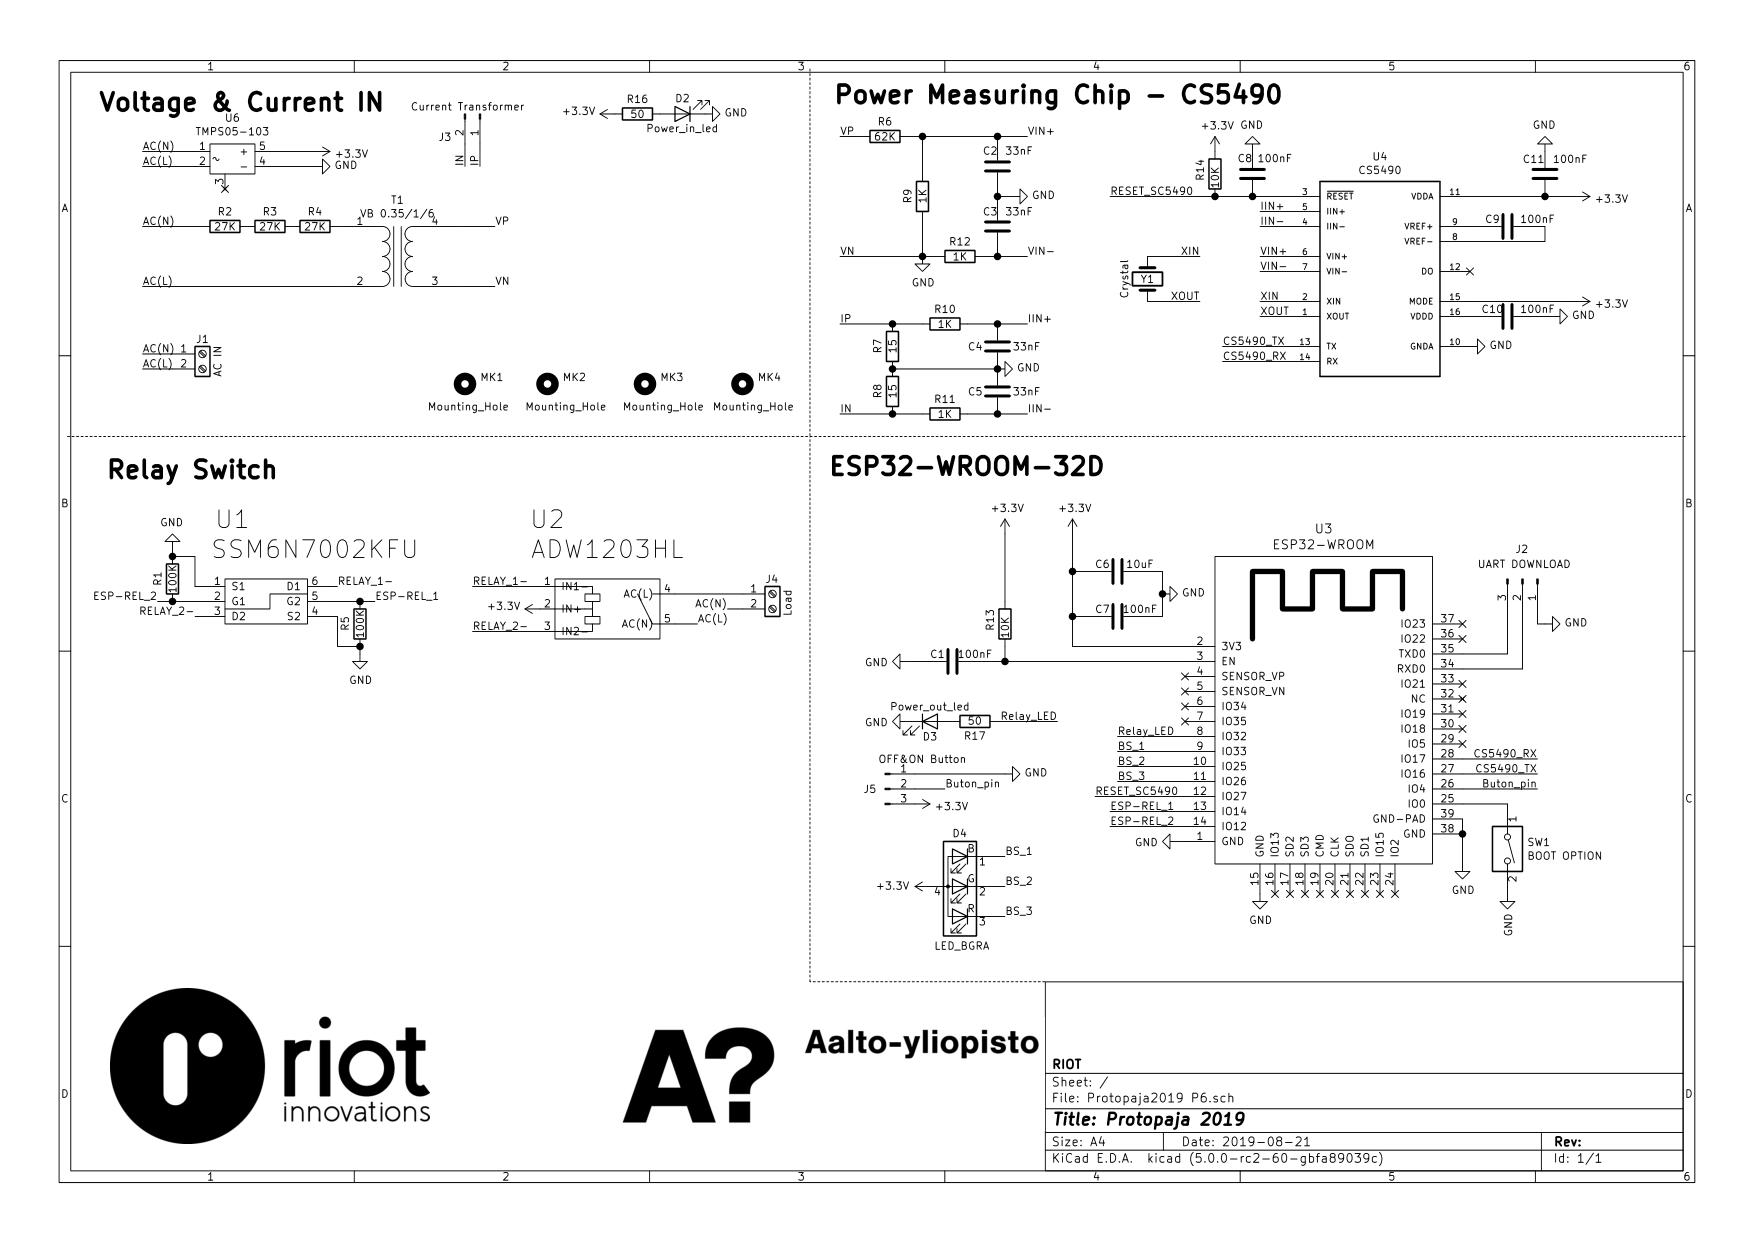 1 2 3 4 5 6
Voltage & Current IN
U6
TMPS05-103
AC(N) 1 5 +3.3V
AC(L) 2 4 GND
~ + -
3
Current Transformer
J3
2 1
IN IP
+3.3V R16 50 D2 GND
Power_in_led
T1
VB 0.35/1/6
AC(N) R2 27K R3 27K R4 27K 1 4 VP
AC(L) 2 3 VN
J1
AC(N) 1
AC(L) 2
AC IN
MK1 MK2 MK3 MK4
Mounting_Hole Mounting_Hole Mounting_Hole Mounting_Hole
Power Measuring Chip - CS5490
VP R6 62K VIN+
C2 33nF
R9 1K GND
C3 33nF
VN R12 1K VIN-
GND
IP R10 1K IIN+
R7 15 C4 33nF
GND
R8 15 C5 33nF
IN R11 1K IIN-
+3.3V GND
R14 10K C8 100nF
RESET_SC5490
Crystal Y1
XIN
XOUT
U4
CS5490
3 RESET
IIN+ 5 IIN+
IIN- 4 IIN-
VIN+ 6 VIN+
VIN- 7 VIN-
XIN 2 XIN
XOUT 1 XOUT
CS5490_TX 13 TX
CS5490_RX 14 RX
GND
C11 100nF
VDDA 11 +3.3V
VREF+ 9 C9 100nF
VREF- 8
DO 12
MODE 15 +3.3V
VDDD 16 C10 100nF GND
GNDA 10 GND
A A
Relay Switch
GND
U1
SSM6N7002KFU
R1 100K
1 S1 D1 6 RELAY_1-
ESP-REL_2 2 G1 G2 5 ESP-REL_1
RELAY_2- 3 D2 S2 4
R5 100K
GND
U2
ADW1203HL
RELAY_1- 1 IN1- AC(L) 4
+3.3V 2 IN+
RELAY_2- 3 IN2 AC(N) 5 AC(L)
J4
1
AC(N) 2
Load
B B
ESP32-WROOM-32D
+3.3V +3.3V
C6 10uF
GND
C7 100nF
R13 10K
GND C1 100nF
Power_out_led
GND D3 50 R17 Relay_LED
OFF&ON Button
J5
1 GND
2 Buton_pin
3 +3.3V
D4
B 1 BS_1
+3.3V 4 G 2 BS_2
R 3 BS_3
LED_BGRA
U3
ESP32-WROOM
2 3V3
3 EN
4 SENSOR_VP
5 SENSOR_VN
6 IO34
7 IO35
Relay_LED 8 IO32
BS_1 9 IO33
BS_2 10 IO25
BS_3 11 IO26
RESET_SC5490 12 IO27
ESP-REL_1 13 IO14
ESP-REL_2 14 IO12
GND 1 GND
GND IO13 SD2 SD3 CMD CLK SD0 SD1 IO15 IO2
15 16 17 18 19 20 21 22 23 24
GND
IO23 37
IO22 36
TXD0 35
RXD0 34
IO21 33
NC 32
IO19 31
IO18 30
IO5 29
IO17 28 CS5490_RX
IO16 27 CS5490_TX
IO4 26 Buton_pin
IO0 25
GND-PAD 39
GND 38
GND
J2
UART DOWNLOAD
3 2 1
GND
1
SW1
BOOT OPTION
2
GND
C C
riot
innovations
A?
Aalto-yliopisto
RIOT
Sheet: /
File: Protopaja2019 P6.sch
Title: Protopaja 2019
Size: A4 Date: 2019-08-21 Rev:
KiCad E.D.A. kicad (5.0.0-rc2-60-gbfa89039c) Id: 1/1
D D
1 2 3 4 5 6